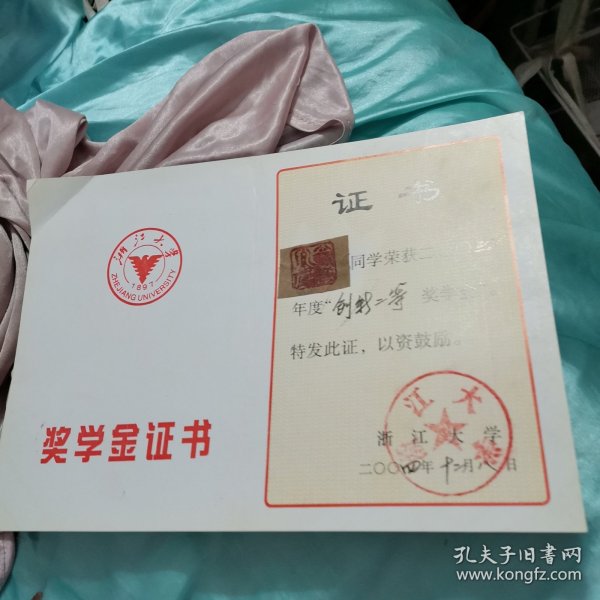 浙江大学
ZHEJIANG UNIVERSITY
1897
奖学金证书
证 书
同学荣获二
年度“创新二等 奖学金
特发此证，以资鼓励。
浙江大学
浙江大学
二〇〇四年十二月 日
孔夫子旧书网
www.kongfz.com